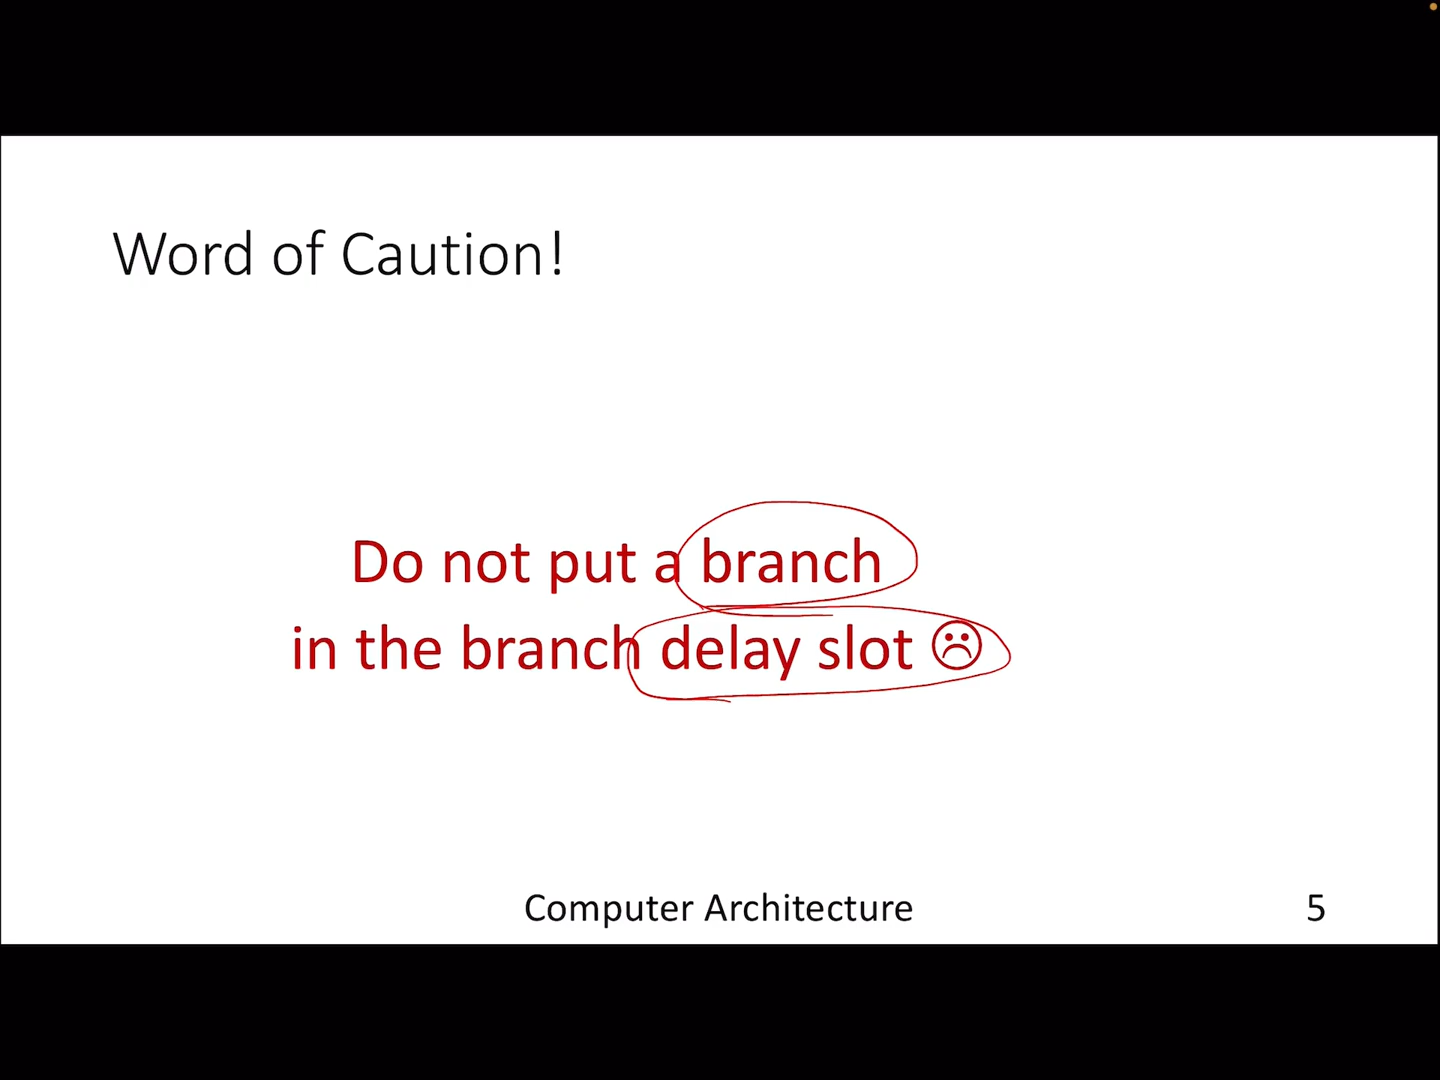 Word of Caution!
Do not put a branch
in the branch delay slot ☹
Computer Architecture
5